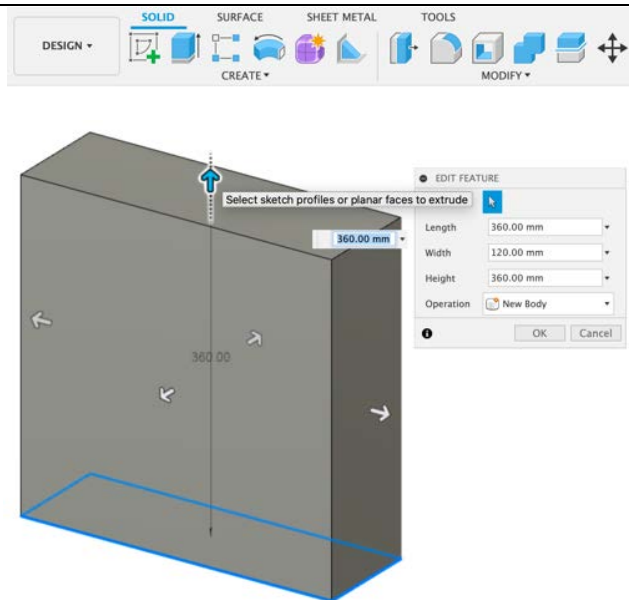 SOLID SURFACE SHEET METAL TOOLS
DESIGN ▾
CREATE ▾ MODIFY ▾
EDIT FEATURE
Select sketch profiles or planar faces to extrude
Length 360.00 mm
360.00 mm
Width 120.00 mm
Height 360.00 mm
Operation New Body
OK Cancel
360.00